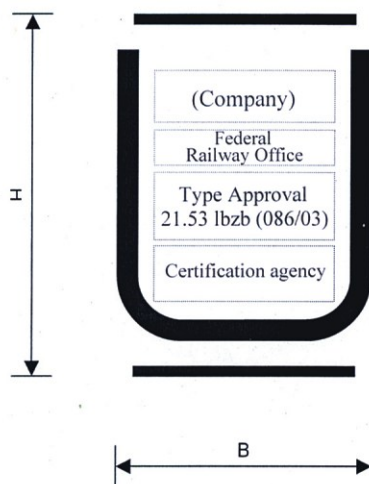 (Company)
Federal
Railway Office
Type Approval
21.53 lbzb (086/03)
Certification agency
H
B